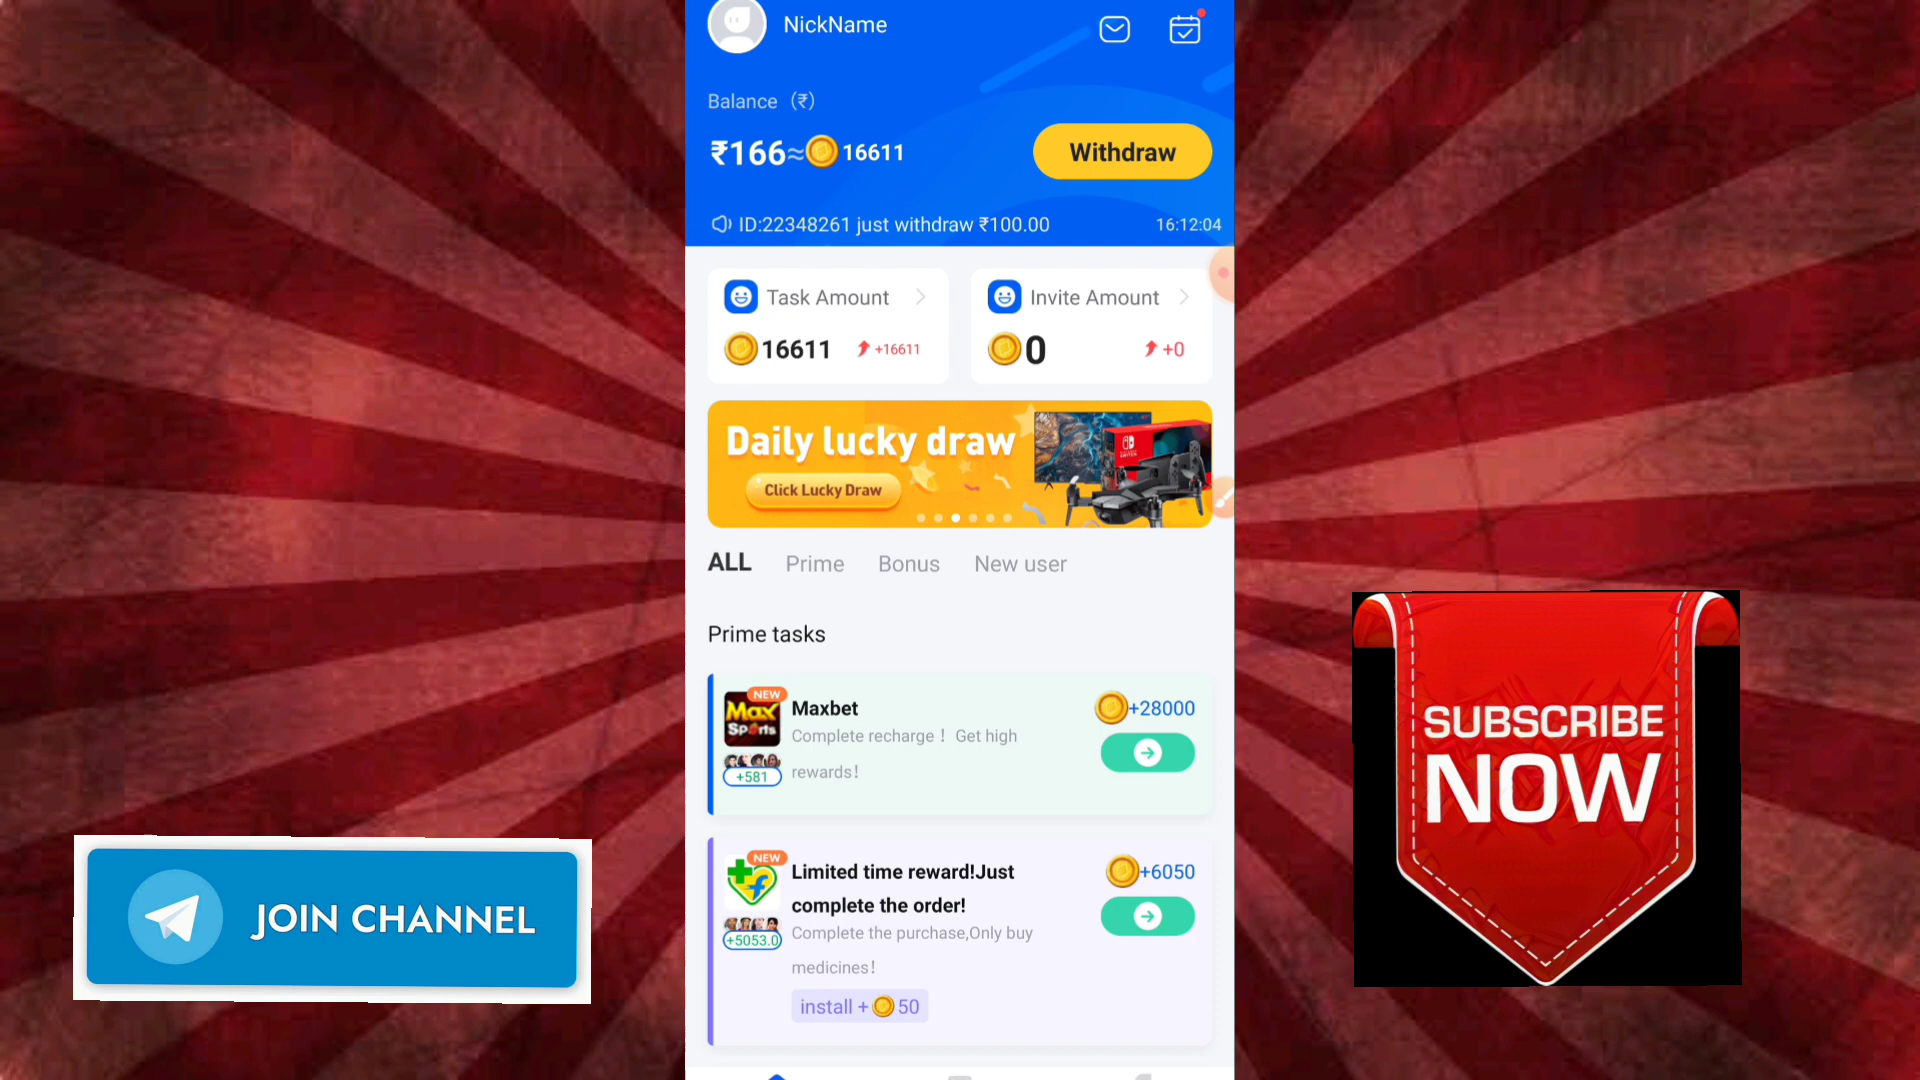 NickName
Balance（₹）
₹166≈16611
Withdraw
ID:22348261 just withdraw ₹100.00
16:12:04
Task Amount
16611
+16611
Invite Amount
0
+0
Daily lucky draw
Click Lucky Draw
ALL
Prime
Bonus
New user
Prime tasks
NEW
Max
Sports
+581
Maxbet
Complete recharge！Get high
rewards！
+28000
NEW
+5053.0
Limited time reward!Just
complete the order!
Complete the purchase,Only buy
medicines！
install + 50
+6050
JOIN CHANNEL
SUBSCRIBE
NOW